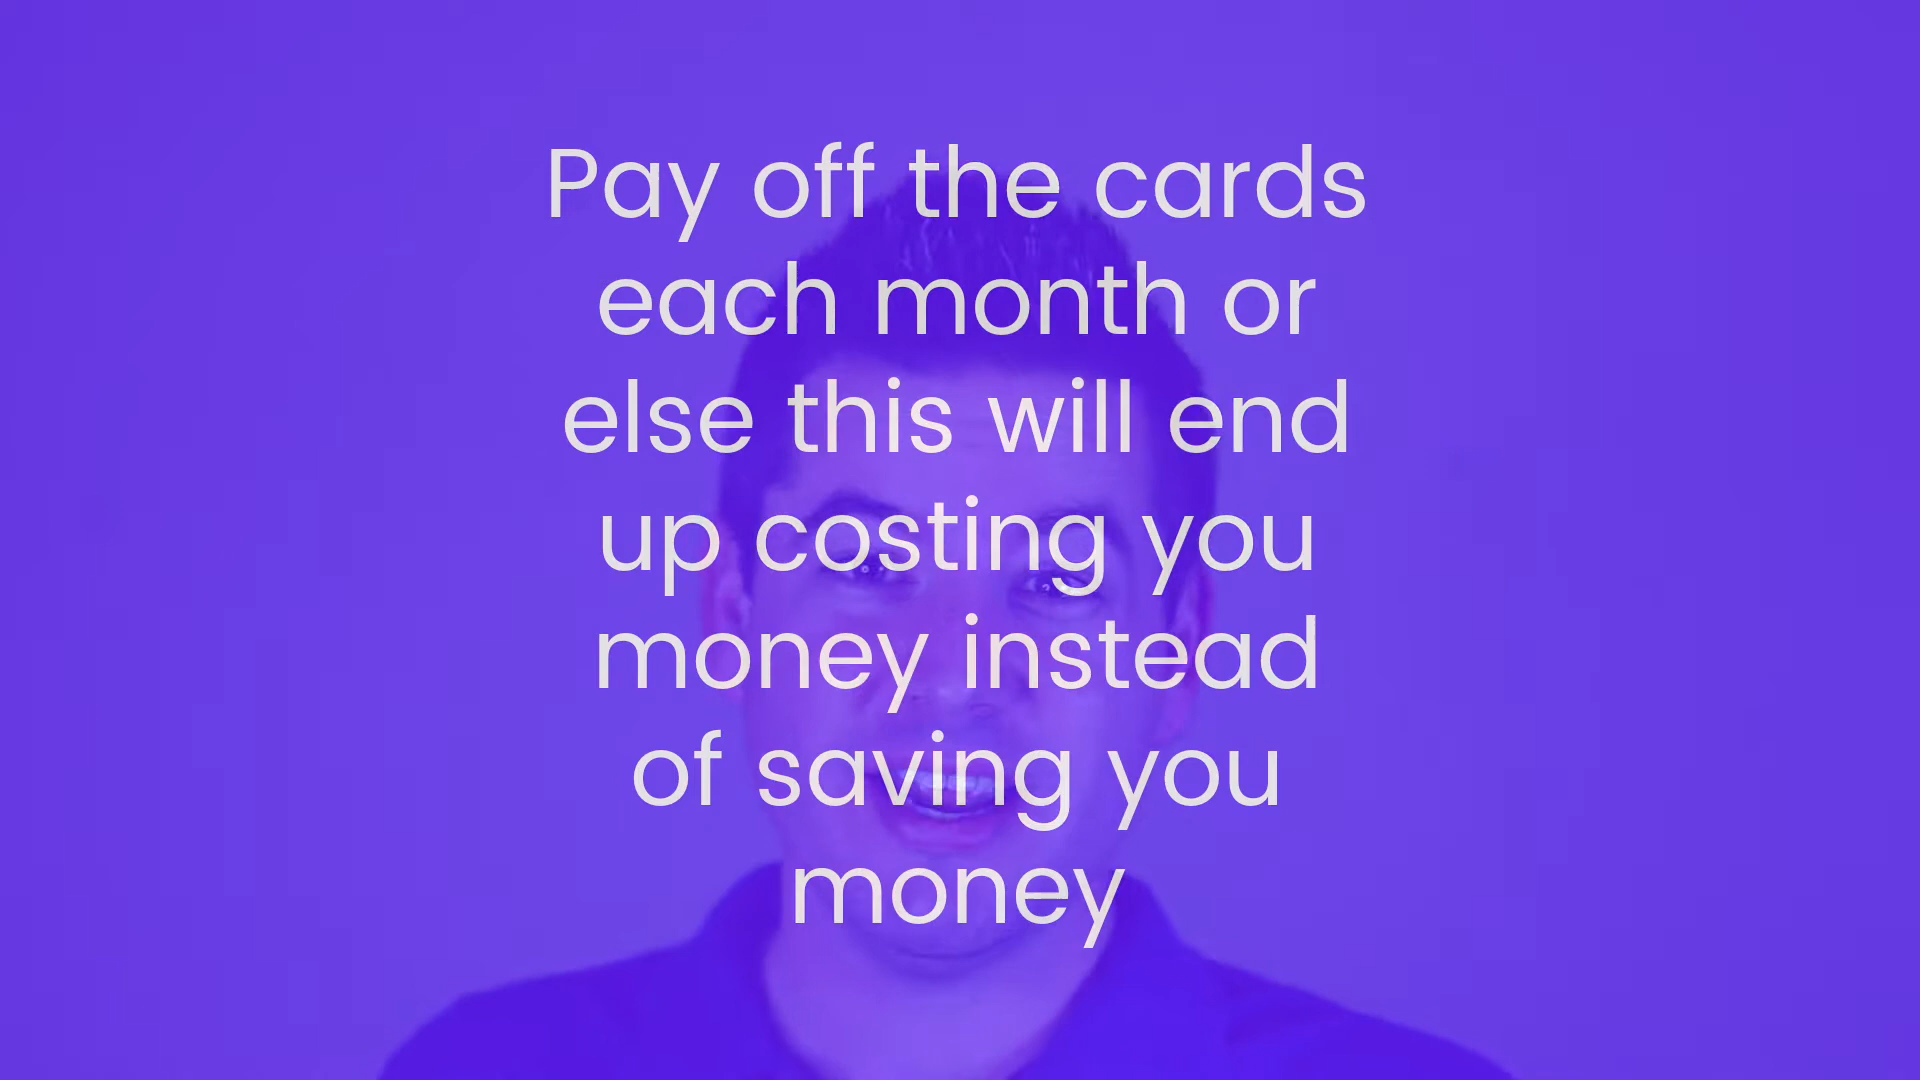 Pay off the cards
each month or
else this will end
up costing you
money instead
of saving you
money